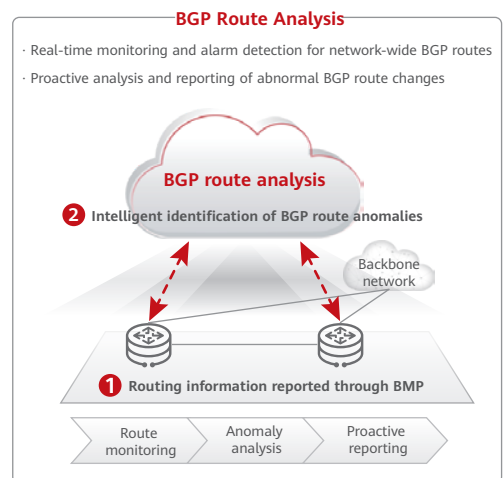 BGP Route Analysis
· Real-time monitoring and alarm detection for network-wide BGP routes
· Proactive analysis and reporting of abnormal BGP route changes
BGP route analysis
2 Intelligent identification of BGP route anomalies
Backbone
network
1 Routing information reported through BMP
Route
monitoring
Anomaly
analysis
Proactive
reporting